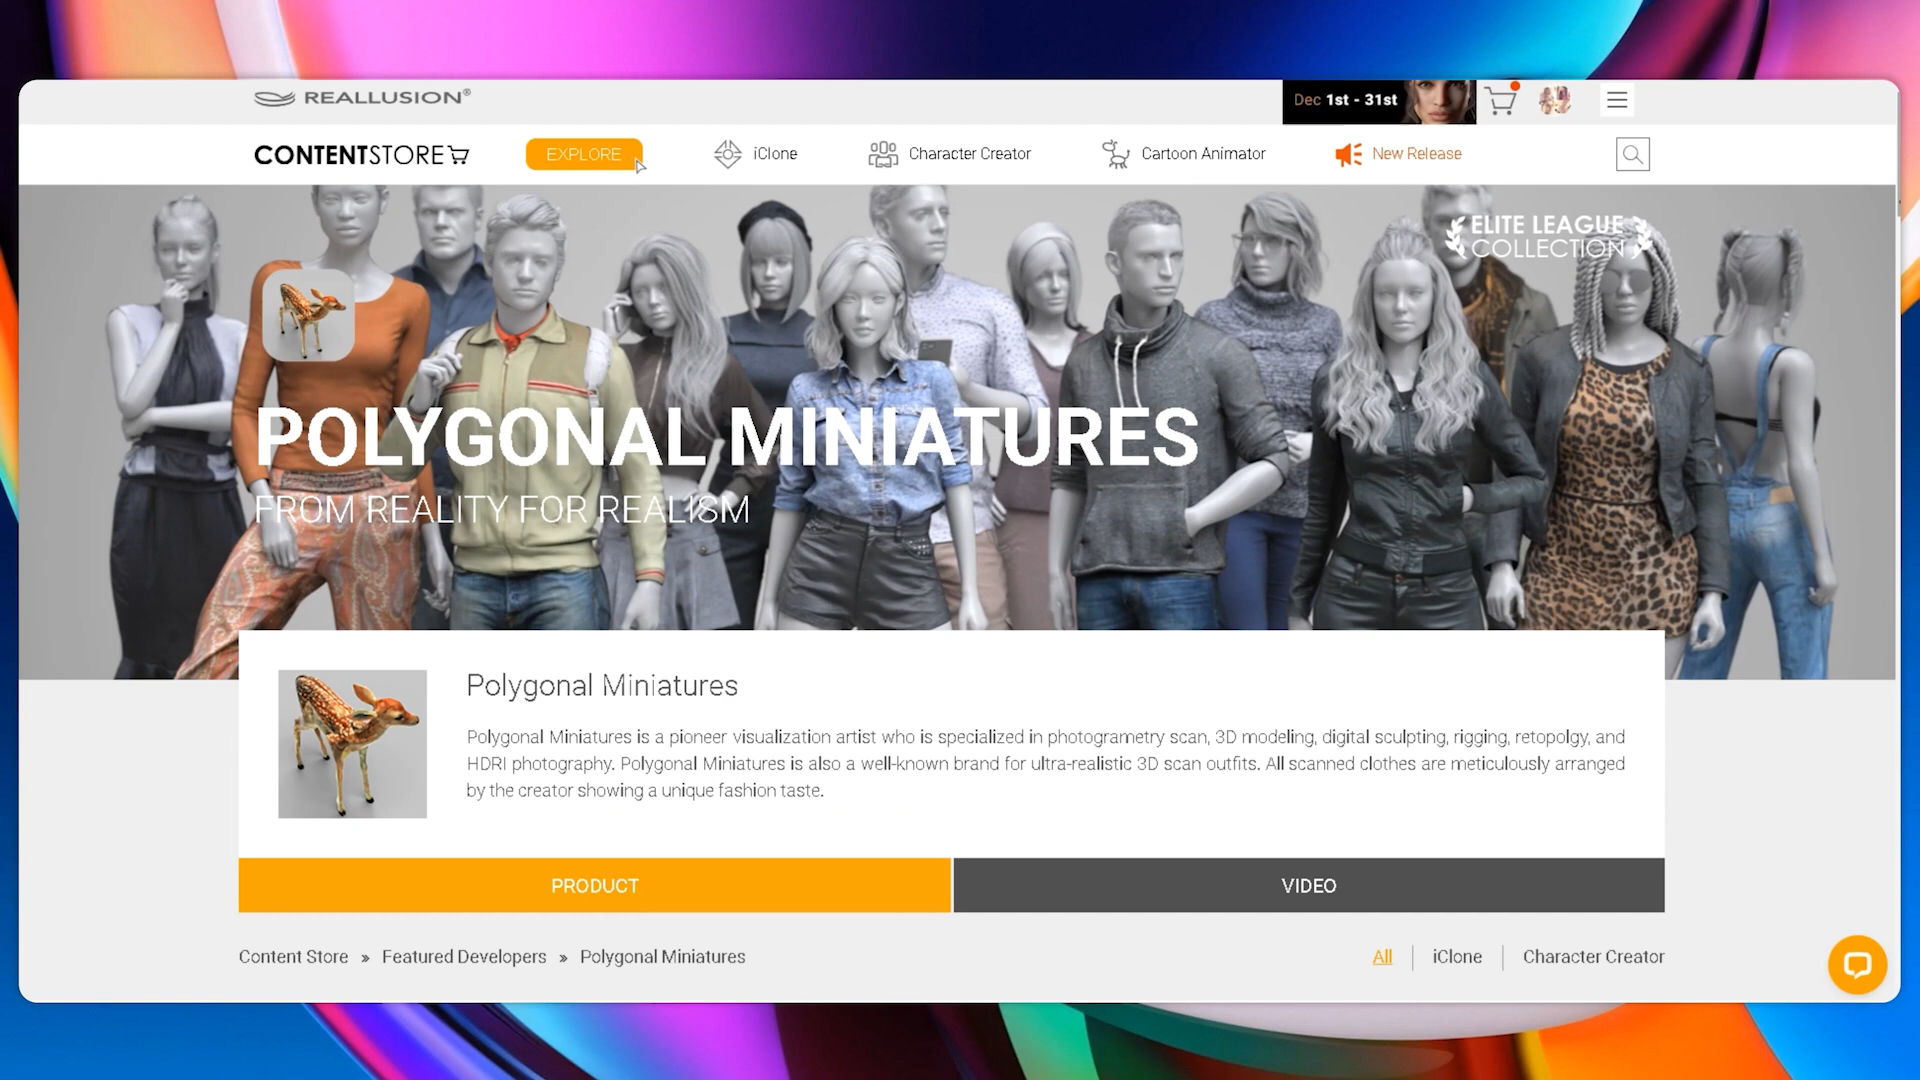 REALLUSION®
Dec 1st - 31st
CONTENTSTORE
EXPLORE
iClone
Character Creator
Cartoon Animator
New Release
ELITE LEAGUE
COLLECTION
POLYGONAL MINIATURES
FROM REALITY FOR REALISM
Polygonal Miniatures
Polygonal Miniatures is a pioneer visualization artist who is specialized in photogrametry scan, 3D modeling, digital sculpting, rigging, retopolgy, and
HDRI photography. Polygonal Miniatures is also a well-known brand for ultra-realistic 3D scan outfits. All scanned clothes are meticulously arranged
by the creator showing a unique fashion taste.
PRODUCT
VIDEO
Content Store » Featured Developers » Polygonal Miniatures
All | iClone | Character Creator